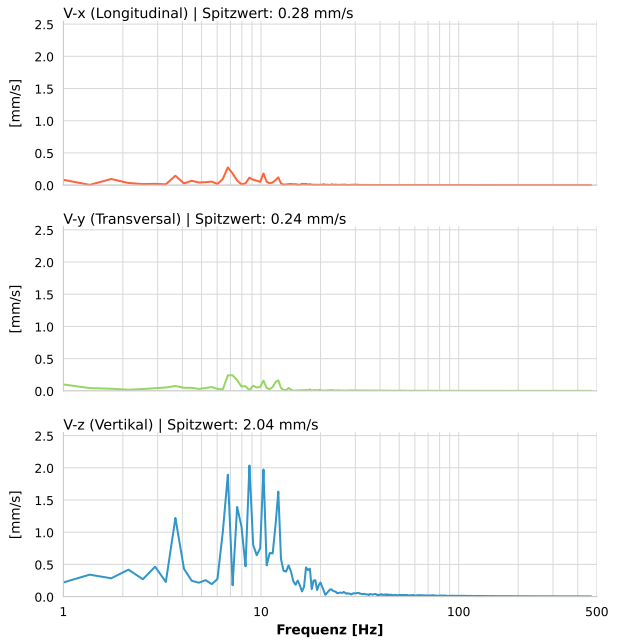 V-x (Longitudinal) | Spitzwert: 0.28 mm/s
2.5
2.0
1.5
1.0
0.5
0.0
[mm/s]
V-y (Transversal) | Spitzwert: 0.24 mm/s
2.5
2.0
1.5
1.0
0.5
0.0
[mm/s]
V-z (Vertikal) | Spitzwert: 2.04 mm/s
2.5
2.0
1.5
1.0
0.5
0.0
[mm/s]
1 10 100 500
Frequenz [Hz]